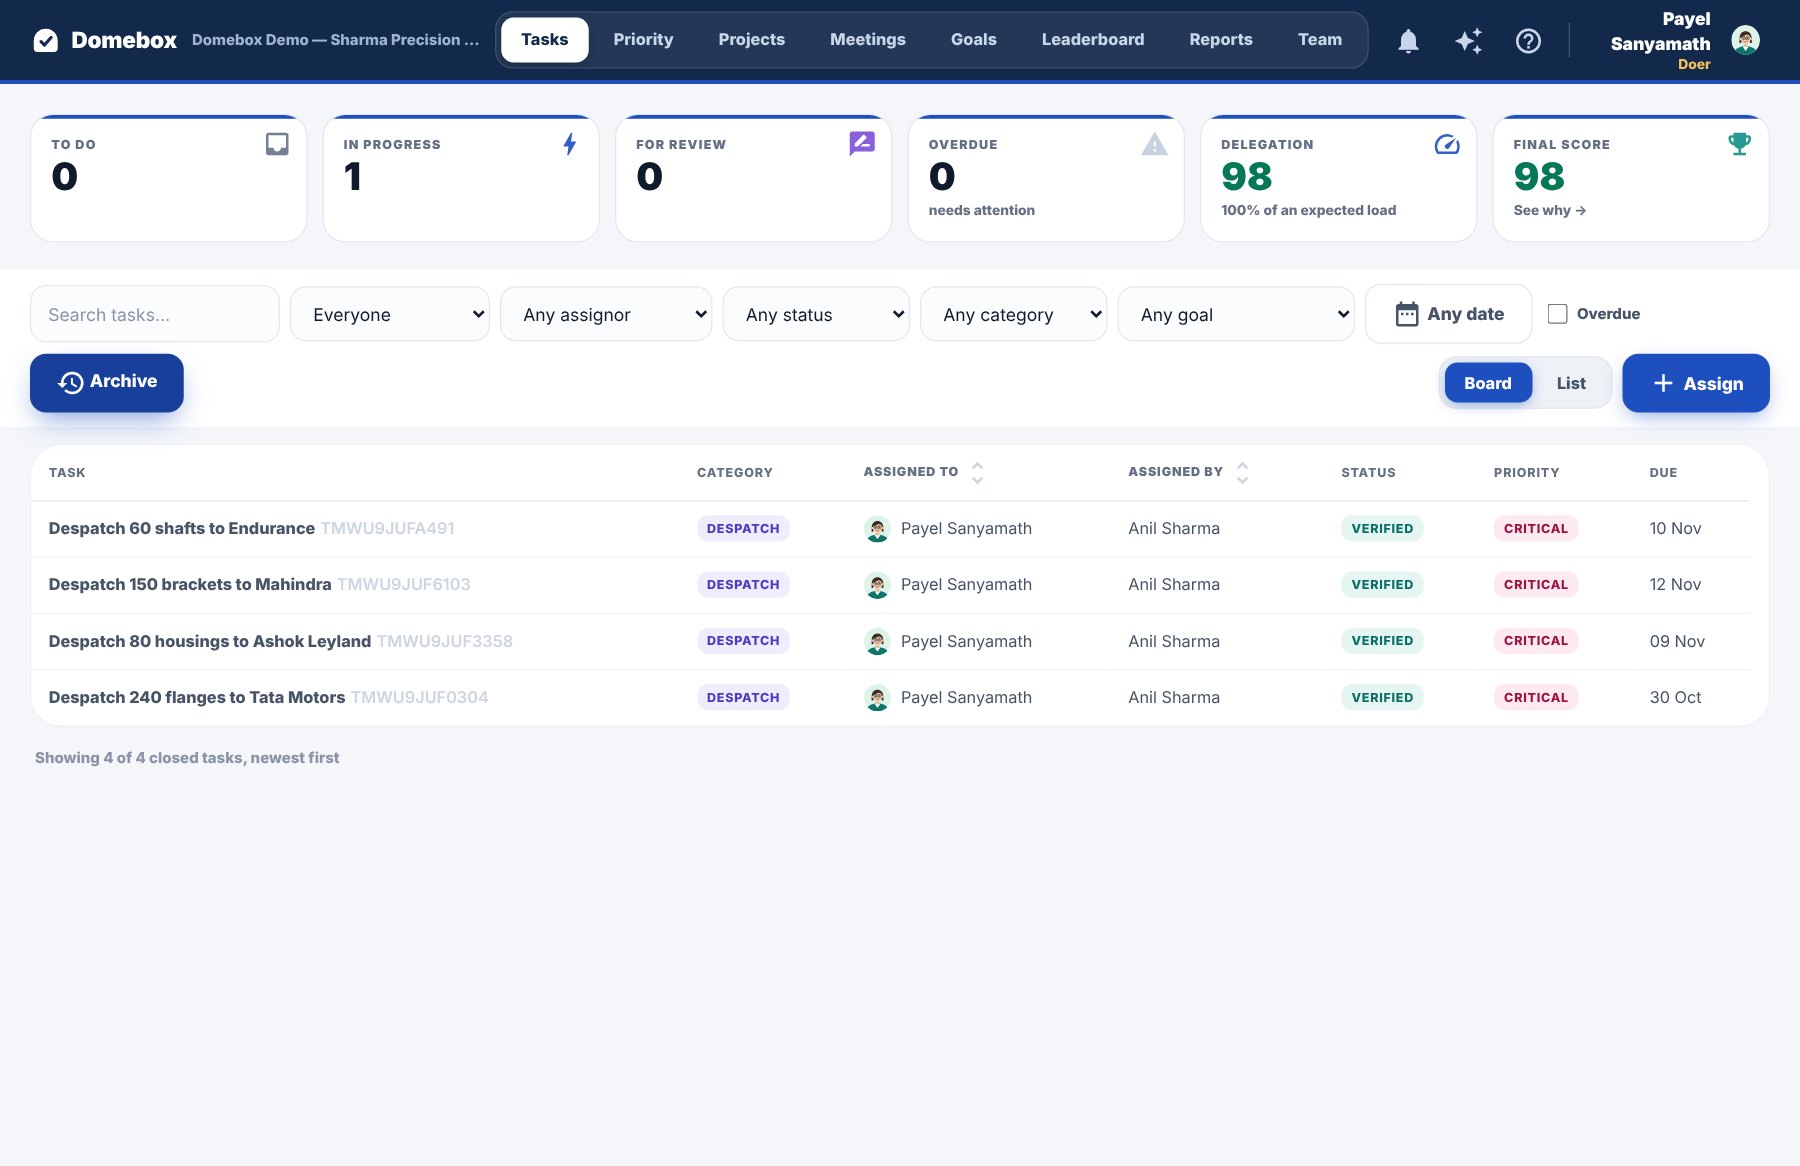 Domebox Domebox Demo — Sharma Precision ... Tasks Priority Projects Meetings Goals Leaderboard Reports Team
Payel Sanyamath
Doer
TO DO
0
IN PROGRESS
1
FOR REVIEW
0
OVERDUE
0
needs attention
DELEGATION
98
100% of an expected load
FINAL SCORE
98
See why →
Search tasks... Everyone Any assignor Any status Any category Any goal Any date Overdue
Archive Board List + Assign
TASK CATEGORY ASSIGNED TO ASSIGNED BY STATUS PRIORITY DUE
Despatch 60 shafts to Endurance TMWU9JUFA491 DESPATCH Payel Sanyamath Anil Sharma VERIFIED CRITICAL 10 Nov
Despatch 150 brackets to Mahindra TMWU9JUF6103 DESPATCH Payel Sanyamath Anil Sharma VERIFIED CRITICAL 12 Nov
Despatch 80 housings to Ashok Leyland TMWU9JUF3358 DESPATCH Payel Sanyamath Anil Sharma VERIFIED CRITICAL 09 Nov
Despatch 240 flanges to Tata Motors TMWU9JUF0304 DESPATCH Payel Sanyamath Anil Sharma VERIFIED CRITICAL 30 Oct
Showing 4 of 4 closed tasks, newest first